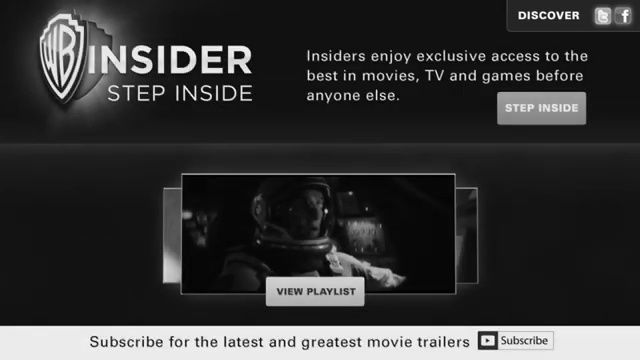 DISCOVER
WB
INSIDER
STEP INSIDE
Insiders enjoy exclusive access to the
best in movies, TV and games before
anyone else.
STEP INSIDE
VIEW PLAYLIST
Subscribe for the latest and greatest movie trailers
Subscribe